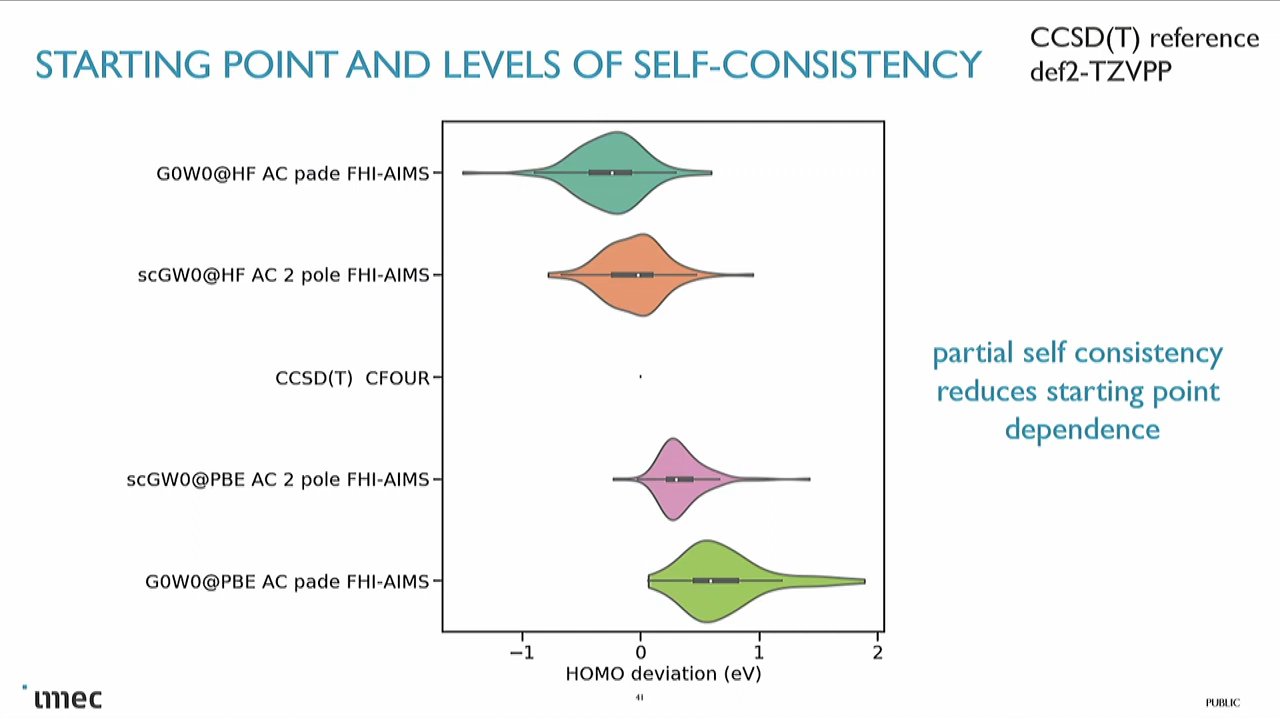 STARTING POINT AND LEVELS OF SELF-CONSISTENCY
CCSD(T) reference
def2-TZVPP
G0W0@HF AC pade FHI-AIMS
scGW0@HF AC 2 pole FHI-AIMS
CCSD(T)  CFOUR
scGW0@PBE AC 2 pole FHI-AIMS
G0W0@PBE AC pade FHI-AIMS
partial self consistency
reduces starting point
dependence
−1 0 1 2
HOMO deviation (eV)
imec
41
PUBLIC